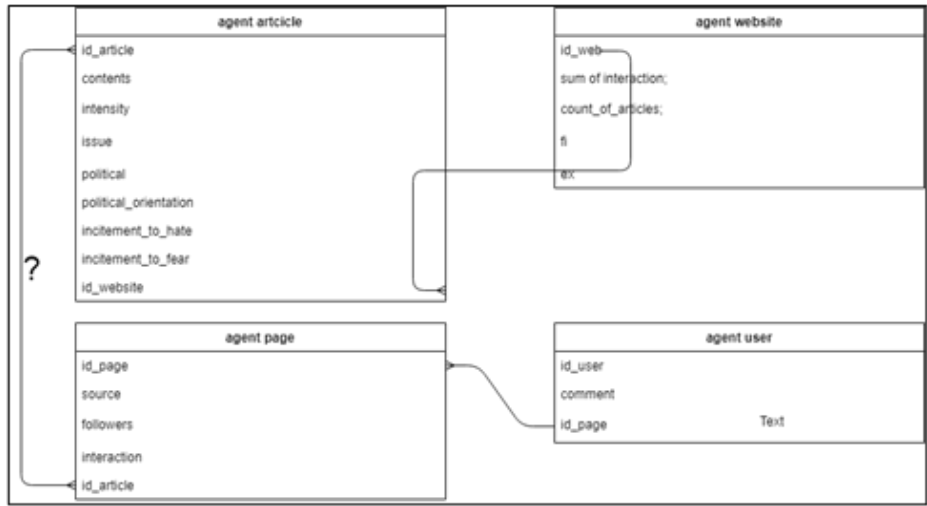 agent artcicle
id_article
contents
intensity
issue
political
political_orientation
incitement_to_hate
incitement_to_fear
id_website
agent website
id_web
sum of interaction;
count_of_articles;
fi
ex
?
agent page
id_page
source
followers
interaction
id_article
agent user
id_user
comment
id_page
Text